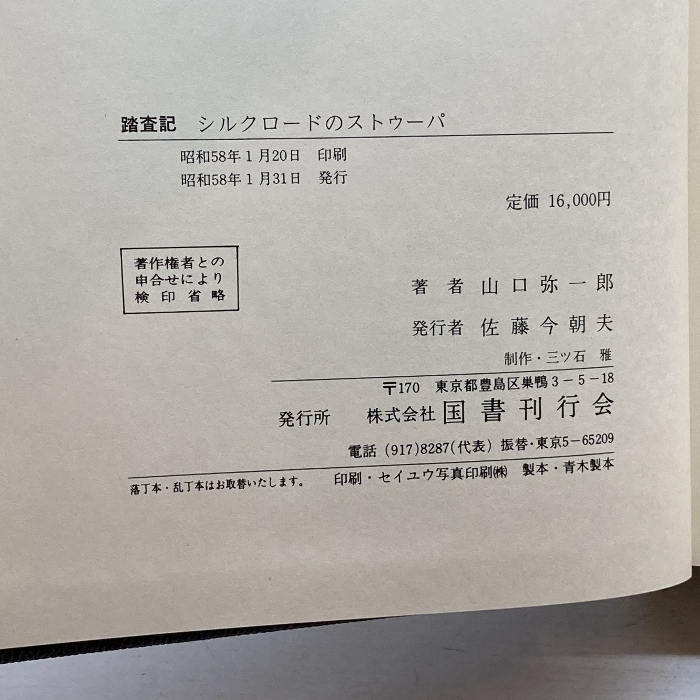 踏査記　シルクロードのストゥーパ
昭和58年1月20日　印刷
昭和58年1月31日　発行
定価 16,000円
著作権者との
申合せにより
検印省略
著者 山口弥一郎
発行者 佐藤今朝夫
制作・三ツ石　雅
〒170　東京都豊島区巣鴨3－5－18
発行所　株式会社 国書刊行会
電話 (917)8287(代表) 振替・東京5－65209
落丁本・乱丁本はお取替いたします。　印刷・セイユウ写真印刷㈱　製本・青木製本